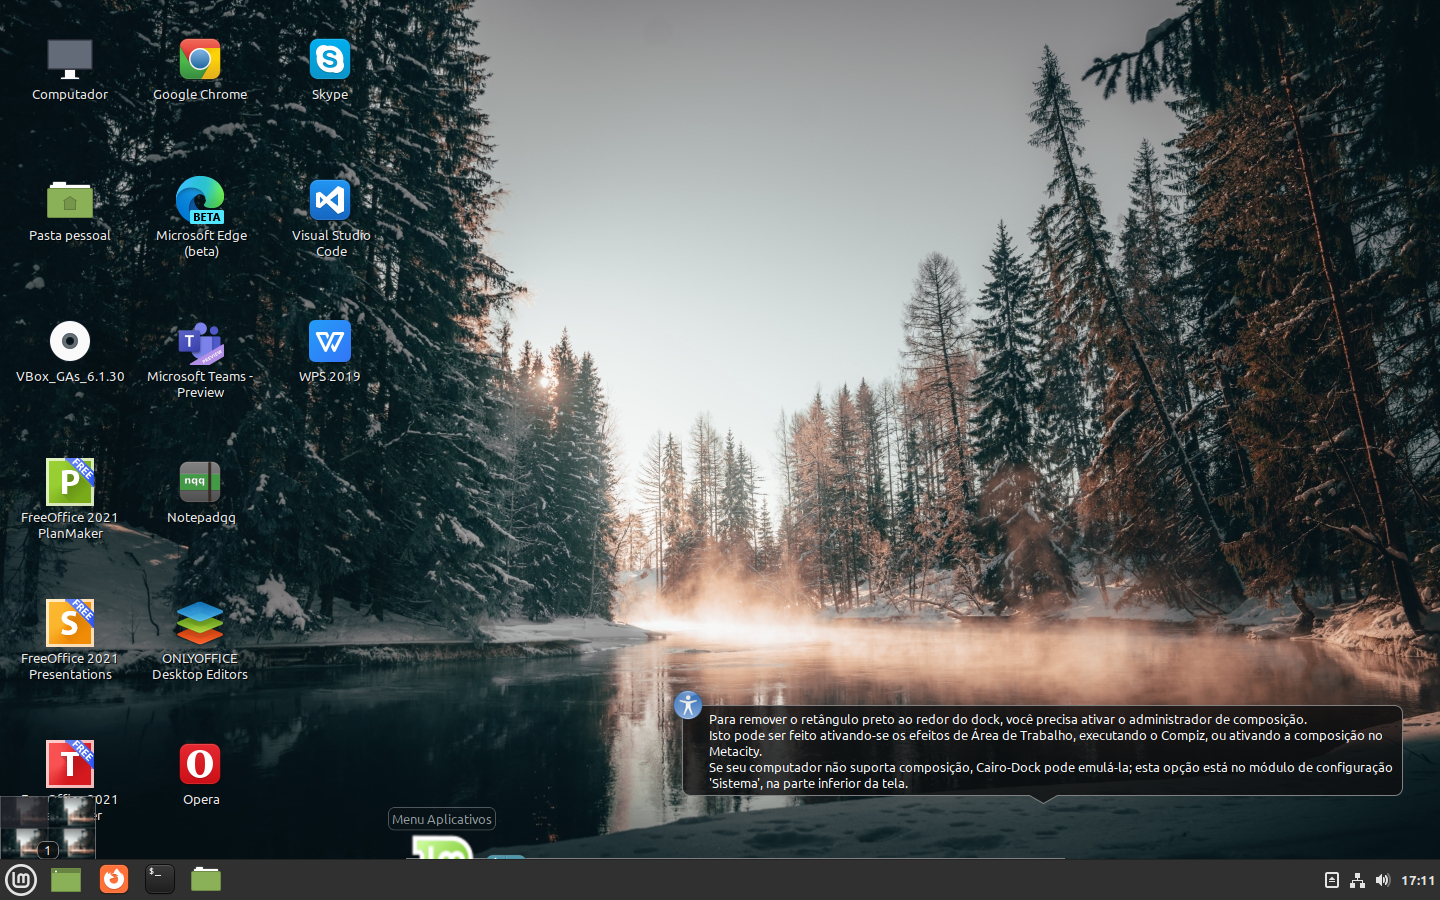 Computador
Google Chrome
Skype
Pasta pessoal
BETA
Microsoft Edge
(beta)
Visual Studio
Code
VBox_GAs_6.1.30
T
PREVIEW
Microsoft Teams -
Preview
W
WPS 2019
P
FREE
FreeOffice 2021
PlanMaker
nqq
Notepadqq
S
FREE
FreeOffice 2021
Presentations
ONLYOFFICE
Desktop Editors
T
FREE
2021
Opera
Para remover o retângulo preto ao redor do dock, você precisa ativar o administrador de composição.
Isto pode ser feito ativando-se os efeitos de Área de Trabalho, executando o Compiz, ou ativando a composição no
Metacity.
Se seu computador não suporta composição, Cairo-Dock pode emulá-la; esta opção está no módulo de configuração
'Sistema', na parte inferior da tela.
Menu Aplicativos
1
$_
17:11